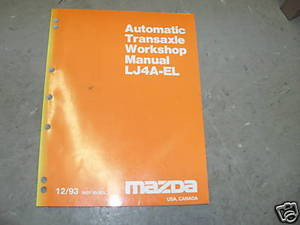 Automatic
Transaxle
Workshop
Manual
LJ4A-EL
12/93
mazda
USA, CANADA